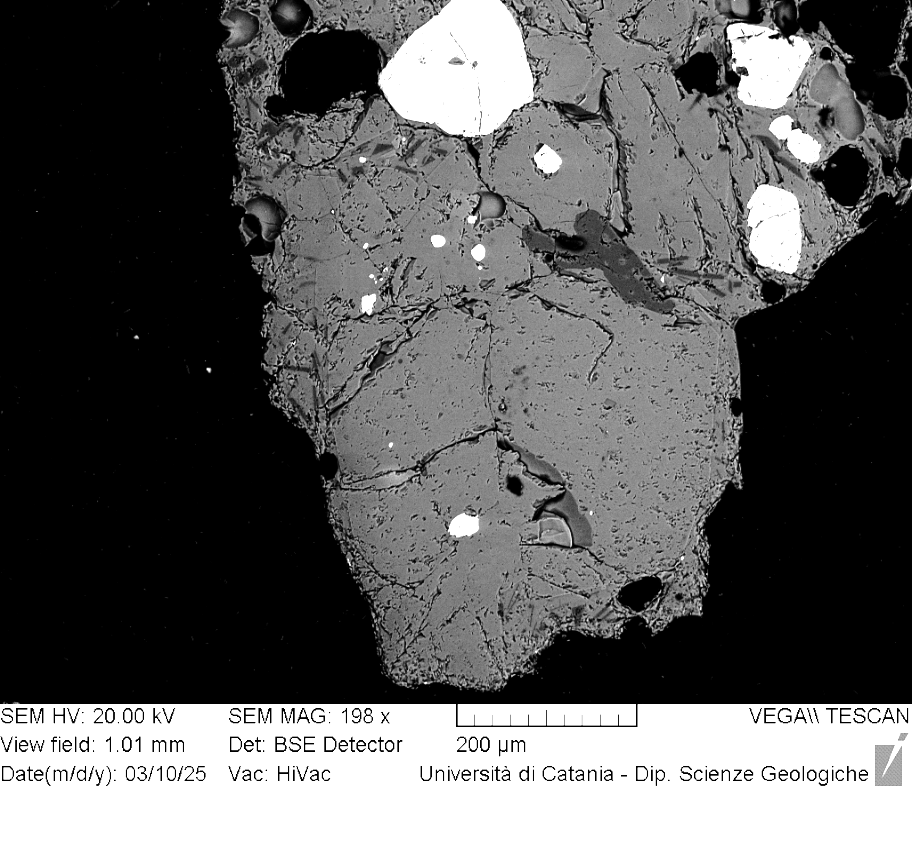 SEM HV: 20.00 kV SEM MAG: 198 x VEGA\\ TESCAN
View field: 1.01 mm Det: BSE Detector 200 µm
Date(m/d/y): 03/10/25 Vac: HiVac Università di Catania - Dip. Scienze Geologiche